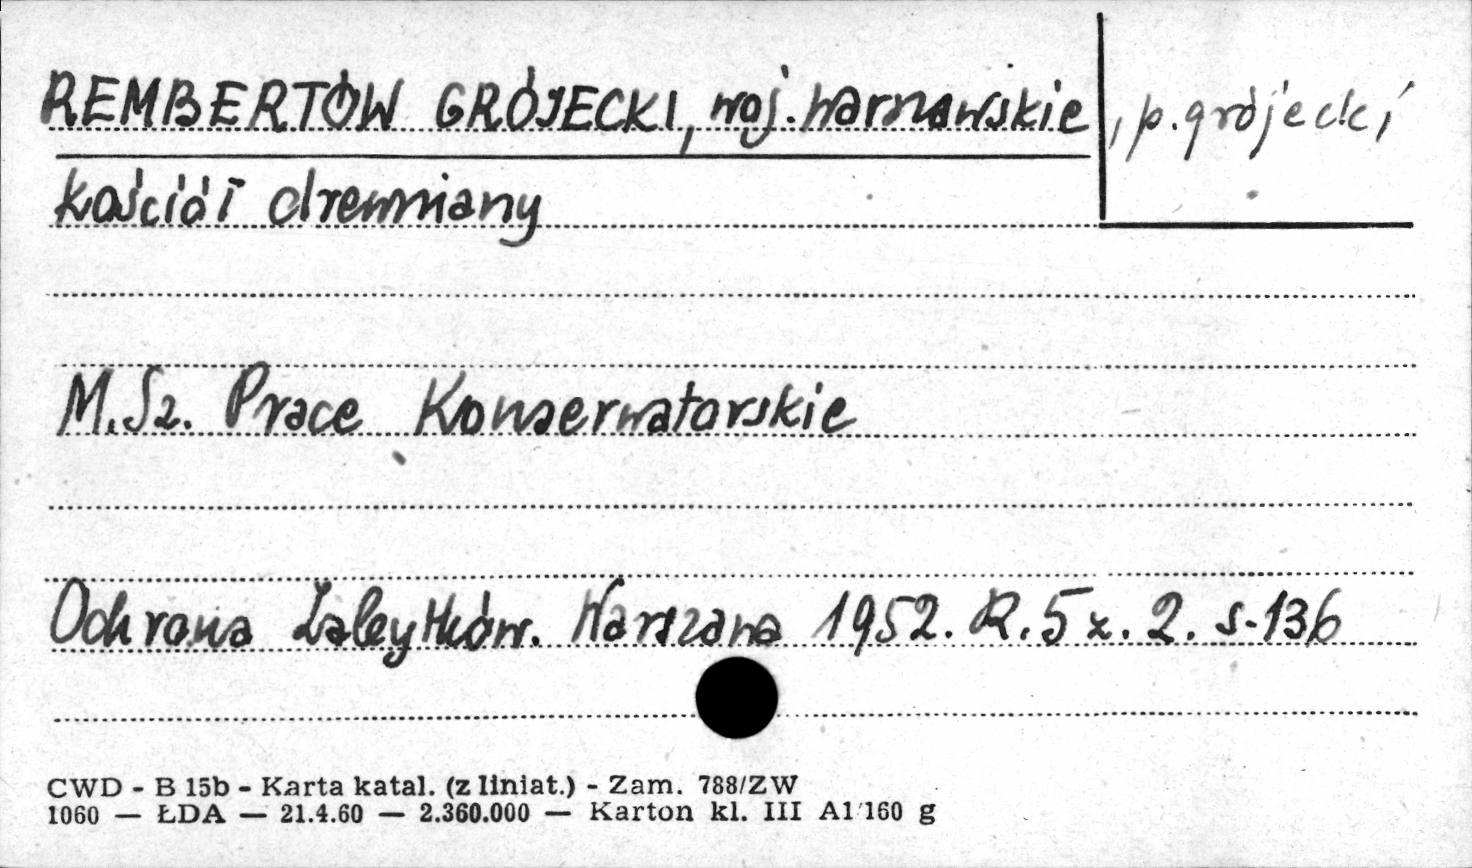 REMBERTÓW GRÓJECKI, woj. warszawskie, p. grójecki
kościół drewniany
M.Sz. Prace Konserwatorskie
Ochrona Zabytków. Warszawa 1952. R. 5 z. 2. s. 136
CWD - B 15b - Karta katal. (z liniat.) - Zam. 788/ZW
1060 — ŁDA — 21.4.60 — 2.360.000 — Karton kl. III A1 160 g